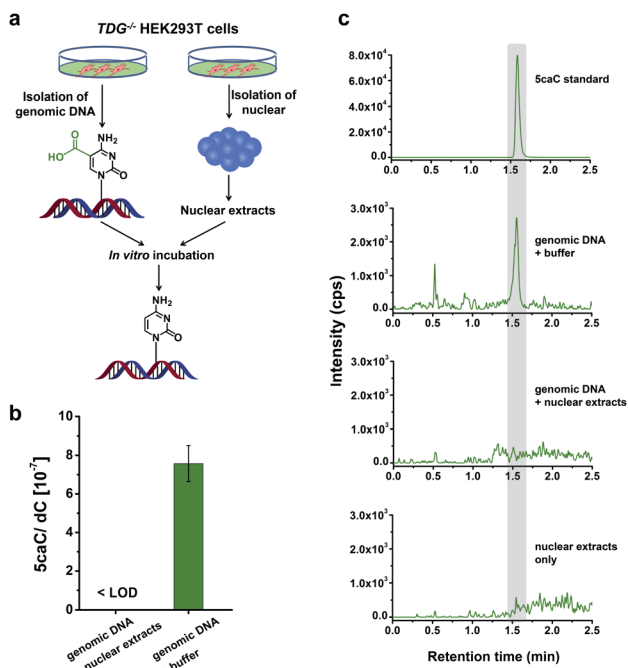 a
TDG-/- HEK293T cells
Isolation of
genomic DNA
Isolation of
nuclear
O
HO
NH2
N
N
O
Nuclear extracts
In vitro incubation
NH2
N
N
O
b
5caC/ dC [10-7]
10
8
6
4
2
0
< LOD
genomic DNA
nuclear extracts
genomic DNA
buffer
c
Intensity (cps)
8.0x10⁴
6.0x10⁴
4.0x10⁴
2.0x10⁴
0.0
5caC standard
0.0 0.5 1.0 1.5 2.0 2.5
3.0x10³
2.0x10³
1.0x10³
0.0
genomic DNA
+ buffer
0.0 0.5 1.0 1.5 2.0 2.5
3.0x10³
2.0x10³
1.0x10³
0.0
genomic DNA
+ nuclear extracts
0.0 0.5 1.0 1.5 2.0 2.5
3.0x10³
2.0x10³
1.0x10³
0.0
nuclear extracts
only
0.0 0.5 1.0 1.5 2.0 2.5
Retention time (min)